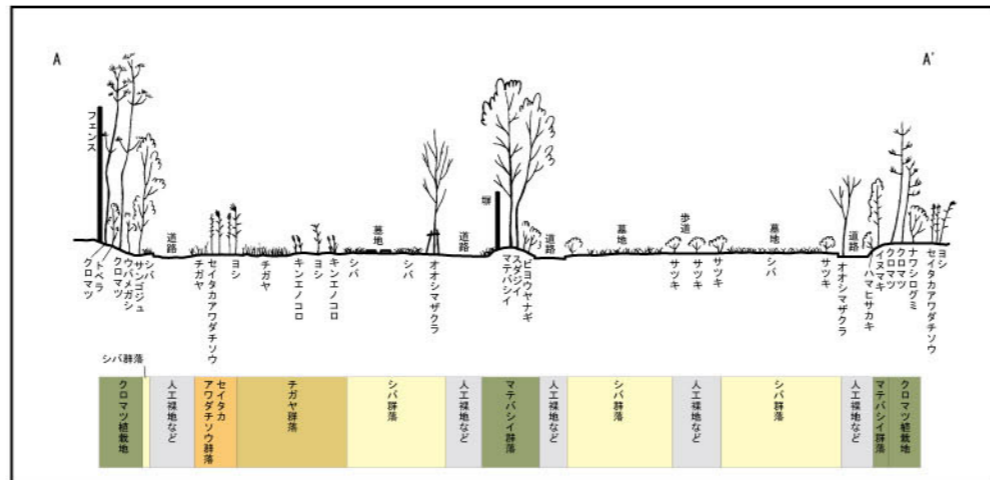 A
A'
フェンス
道路
墓地
道路
塀
道路
墓地
歩道
墓地
道路
クロマツ
トベラ
クロマツ
ウバメガシ
サンゴジュ
シバ
チガヤ
セイタカアワダチソウ
ヨシ
チガヤ
キンエノコロ
ヨシ
キンエノコロ
シバ
シバ
オオシマザクラ
マテバシイ
スダジイ
ビヨウヤナギ
サツキ
サツキ
サツキ
シバ
サツキ
オオシマザクラ
ハマヒサカキ
イヌマキ
クロマツ
クロマツ
ナワシログミ
セイタカアワダチソウ
ヨシ
シバ群落
クロマツ植栽地
人工裸地など
セイタカ
アワダチソウ群落
チガヤ群落
シバ群落
人工裸地など
マテバシイ群落
人工裸地など
シバ群落
人工裸地など
シバ群落
人工裸地など
マテバシイ群落
クロマツ植栽地